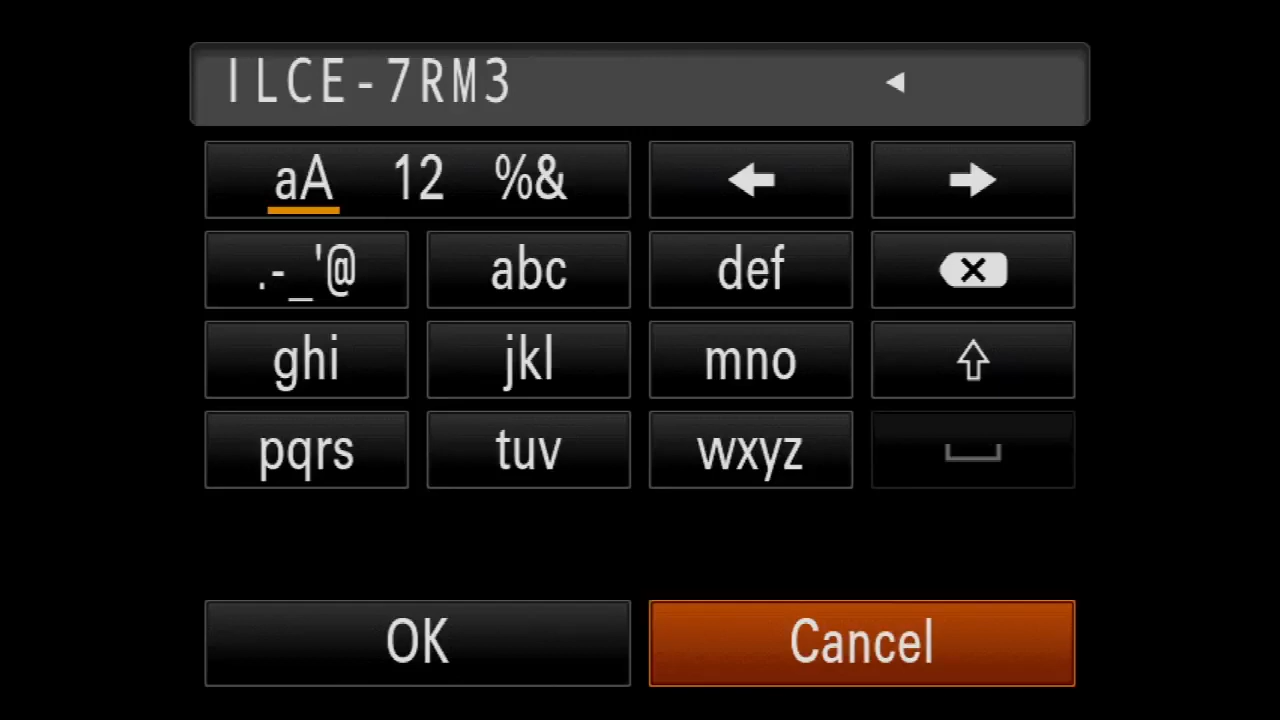 ILCE-7RM3
aA 12 %&
.-_'@ abc def
ghi jkl mno
pqrs tuv wxyz
OK Cancel